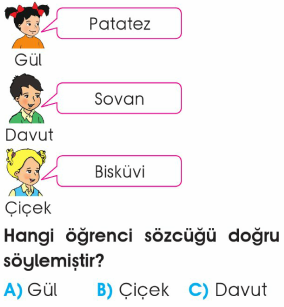 Patatez
Gül
Sovan
Davut
Bisküvi
Çiçek
Hangi öğrenci sözcüğü doğru
söylemiştir?
A) Gül B) Çiçek C) Davut